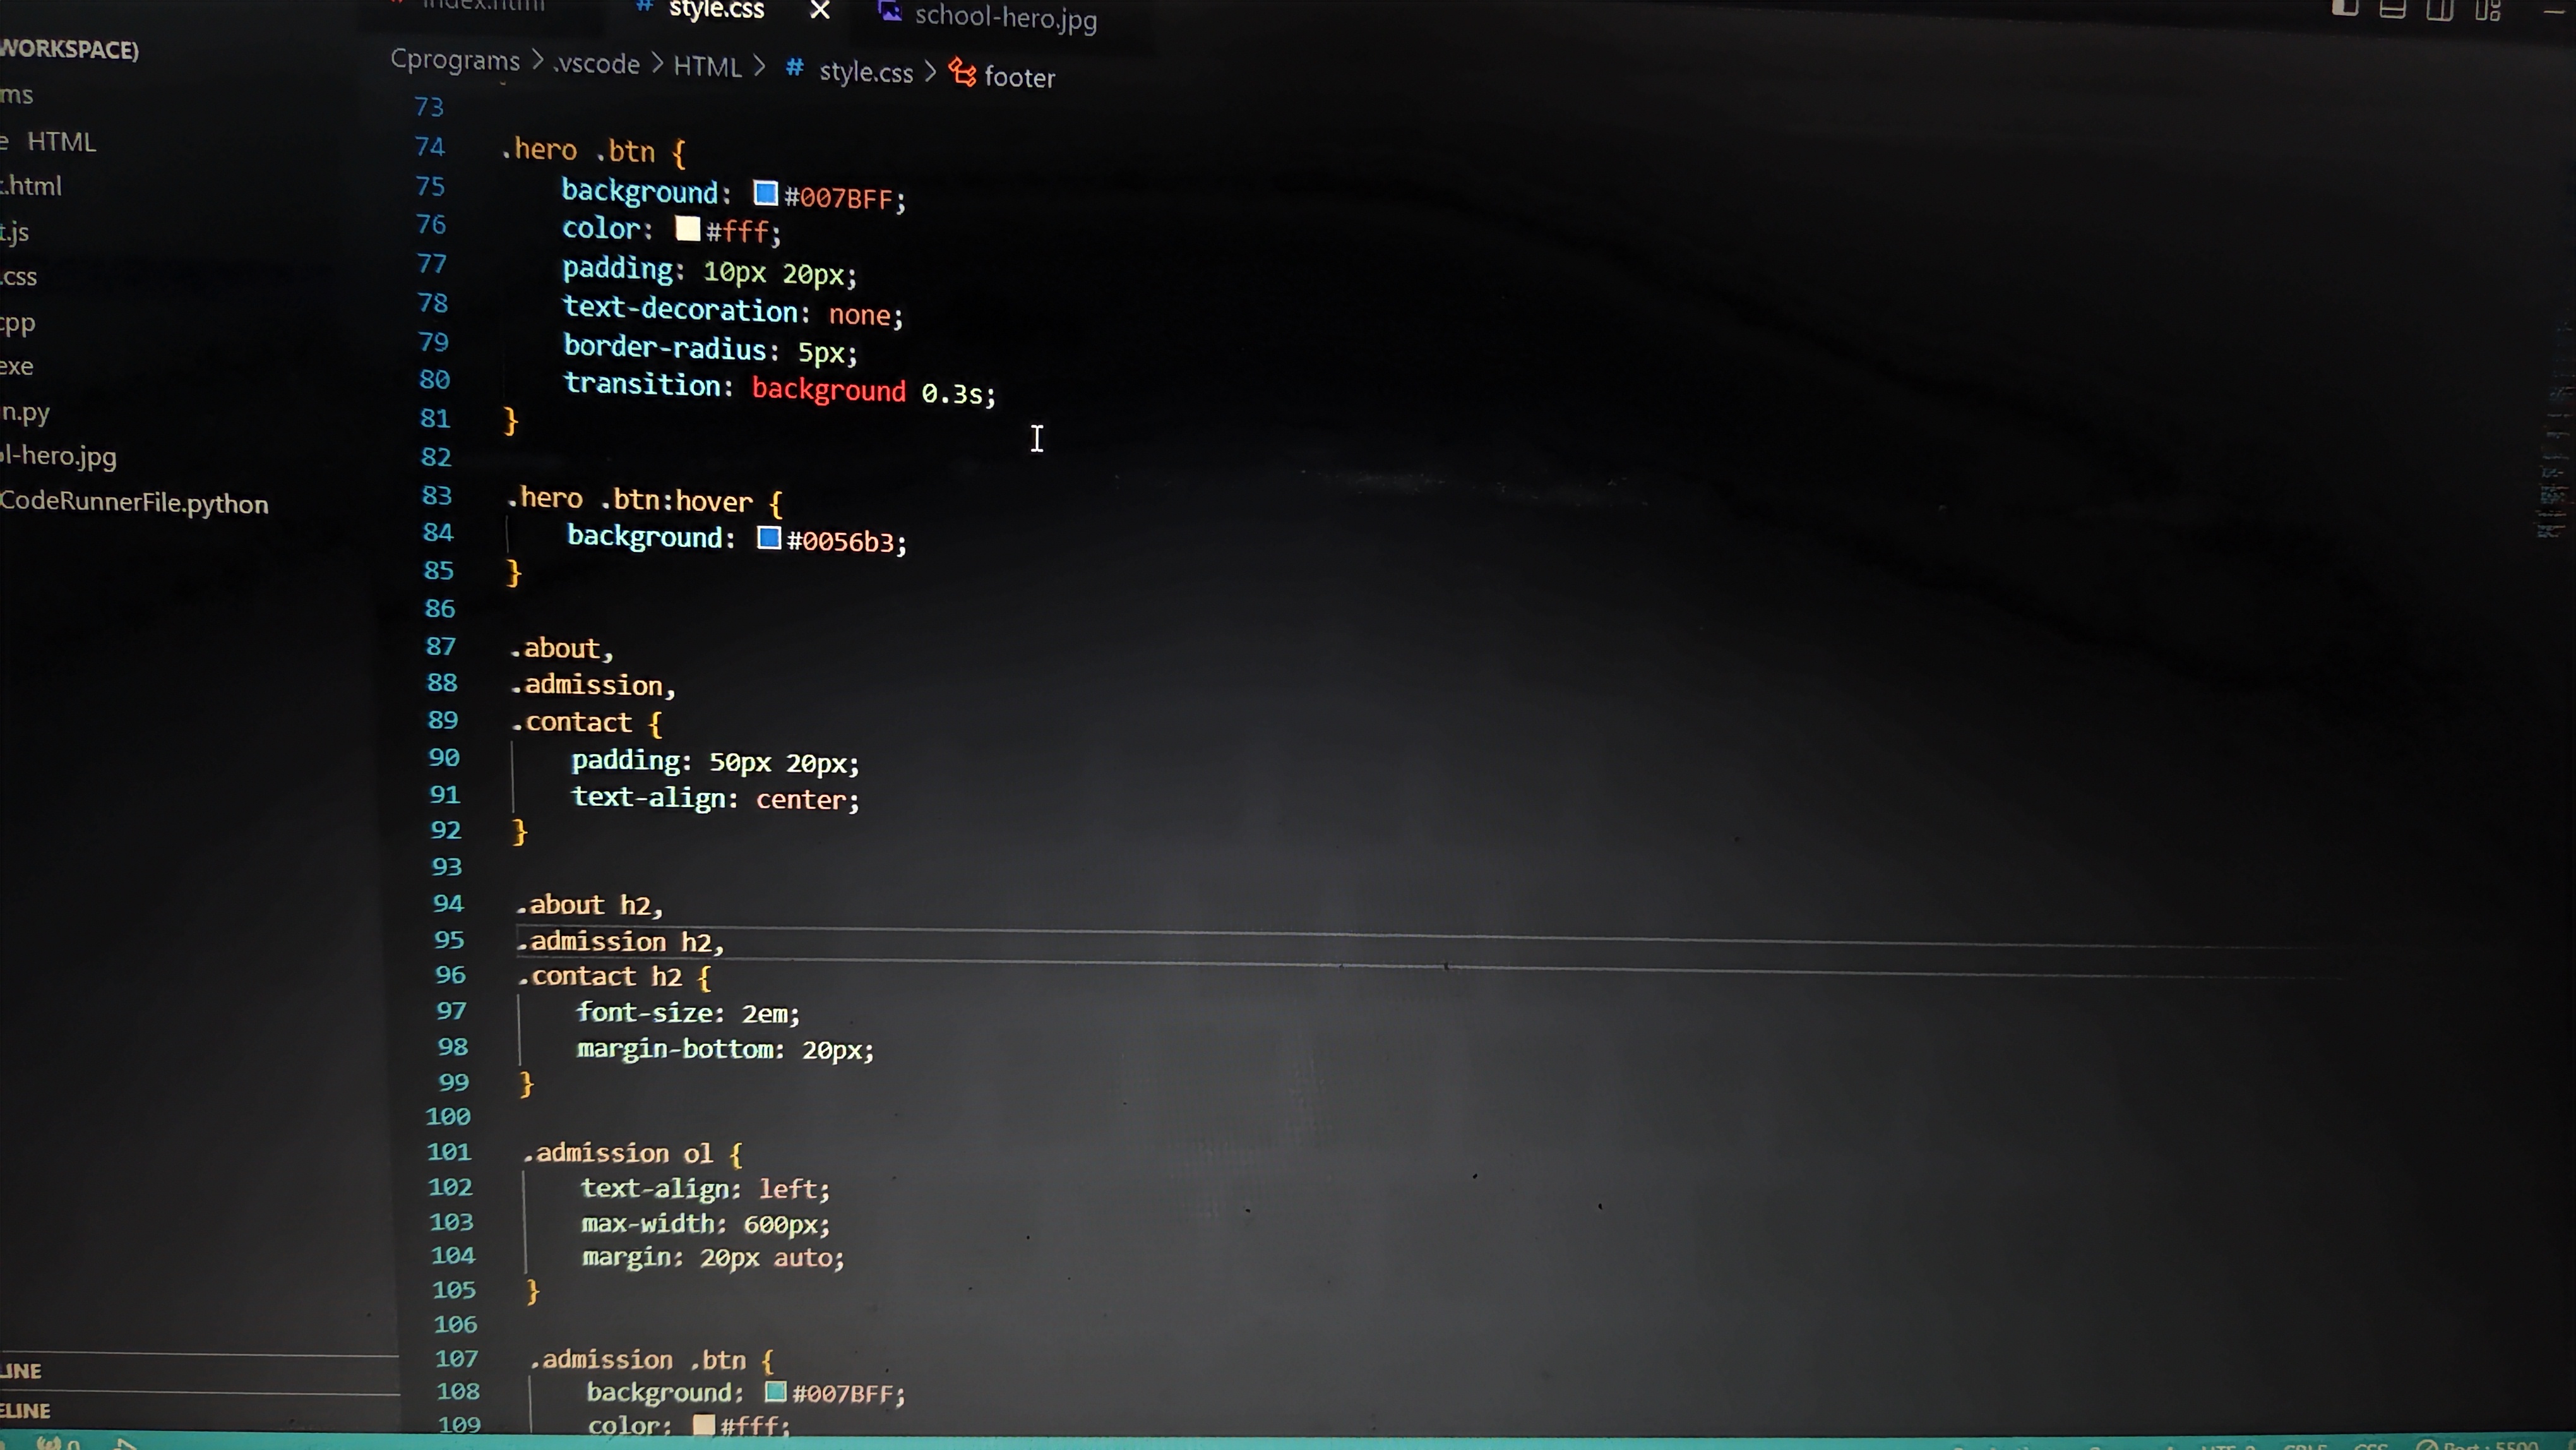 index.html # style.css × school-hero.jpg
WORKSPACE)
Cprograms > .vscode > HTML > # style.css > footer
ms
HTML
.html
.js
.css
cpp
exe
n.py
l-hero.jpg
CodeRunnerFile.python
73
74 .hero .btn {
75 background: #007BFF;
76 color: #fff;
77 padding: 10px 20px;
78 text-decoration: none;
79 border-radius: 5px;
80 transition: background 0.3s;
81 }
82
83 .hero .btn:hover {
84 background: #0056b3;
85 }
86
87 .about,
88 .admission,
89 .contact {
90 padding: 50px 20px;
91 text-align: center;
92 }
93
94 .about h2,
95 .admission h2,
96 .contact h2 {
97 font-size: 2em;
98 margin-bottom: 20px;
99 }
100
101 .admission ol {
102 text-align: left;
103 max-width: 600px;
104 margin: 20px auto;
105 }
106
107 .admission .btn {
108 background: #007BFF;
109 color: #fff;
INE
ELINE